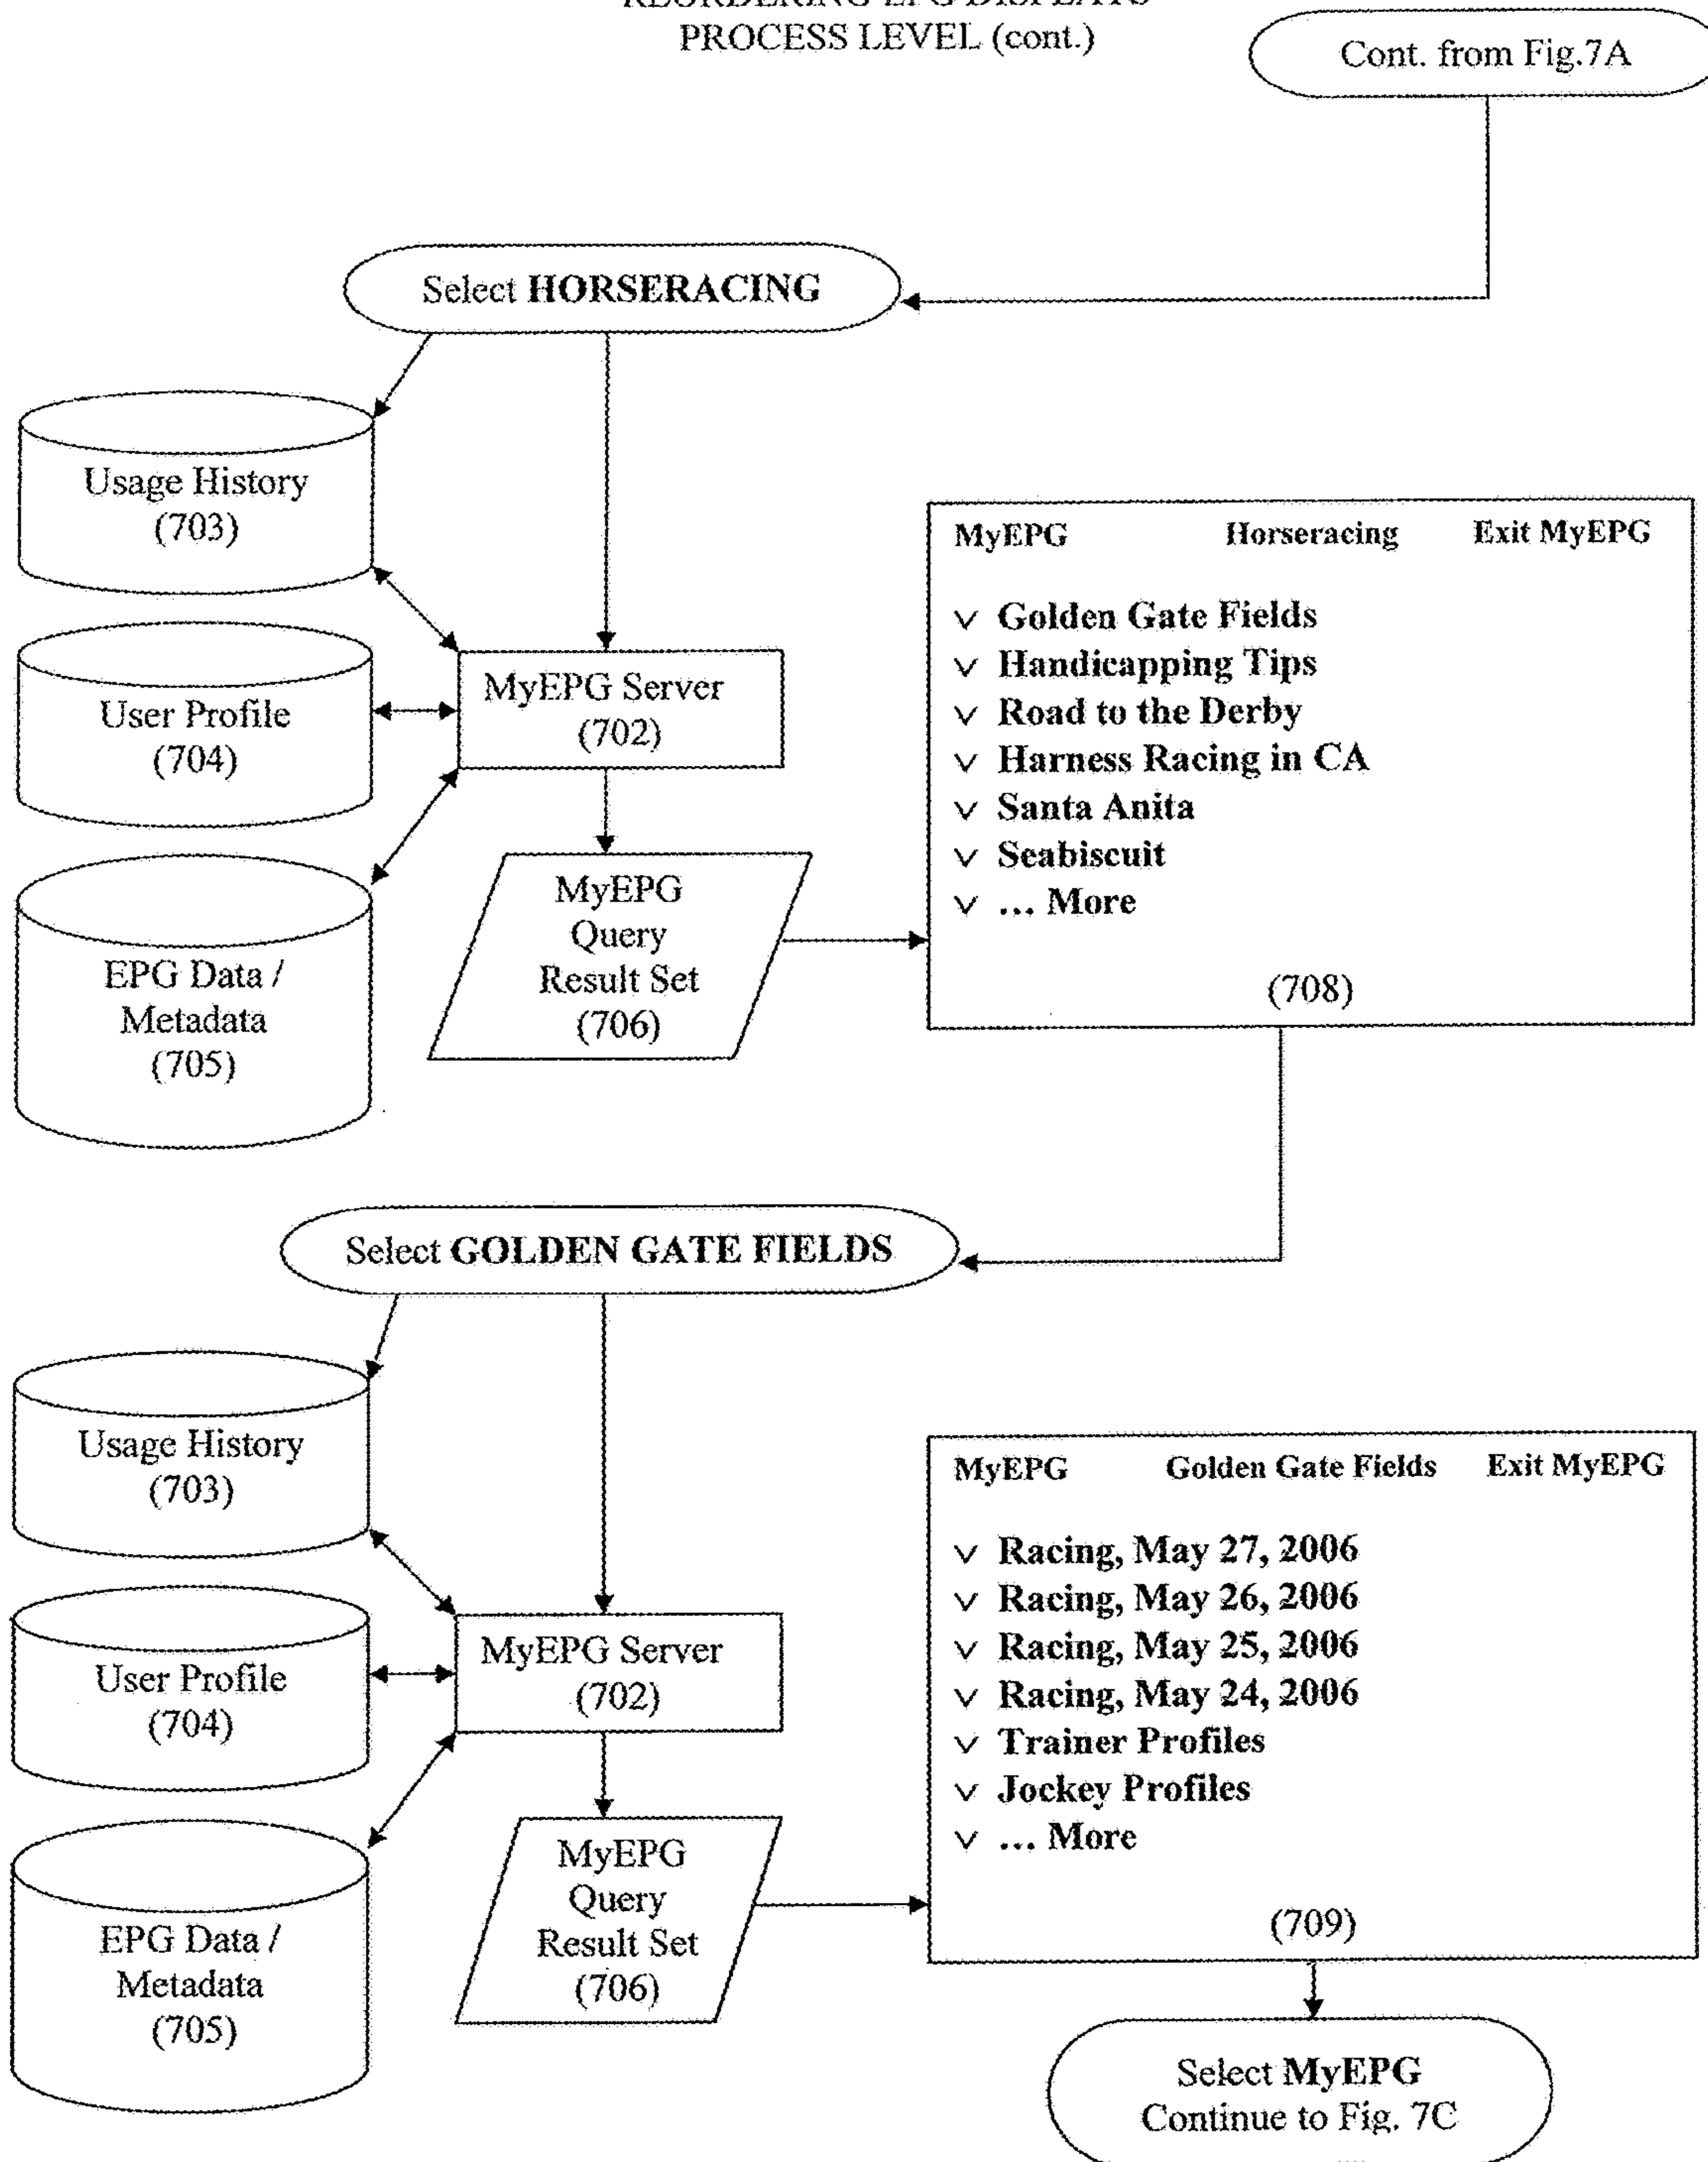 REORDERING EPG DISPLAYS
PROCESS LEVEL (cont.)
Cont. from Fig.7A
Select HORSERACING
Usage History
(703)
User Profile
(704)
EPG Data /
Metadata
(705)
MyEPG Server
(702)
MyEPG
Query
Result Set
(706)
MyEPG Horseracing Exit MyEPG
v Golden Gate Fields
v Handicapping Tips
v Road to the Derby
v Harness Racing in CA
v Santa Anita
v Seabiscuit
v ... More
(708)
Select GOLDEN GATE FIELDS
Usage History
(703)
User Profile
(704)
EPG Data /
Metadata
(705)
MyEPG Server
(702)
MyEPG
Query
Result Set
(706)
MyEPG Golden Gate Fields Exit MyEPG
v Racing, May 27, 2006
v Racing, May 26, 2006
v Racing, May 25, 2006
v Racing, May 24, 2006
v Trainer Profiles
v Jockey Profiles
v ... More
(709)
Select MyEPG
Continue to Fig. 7C